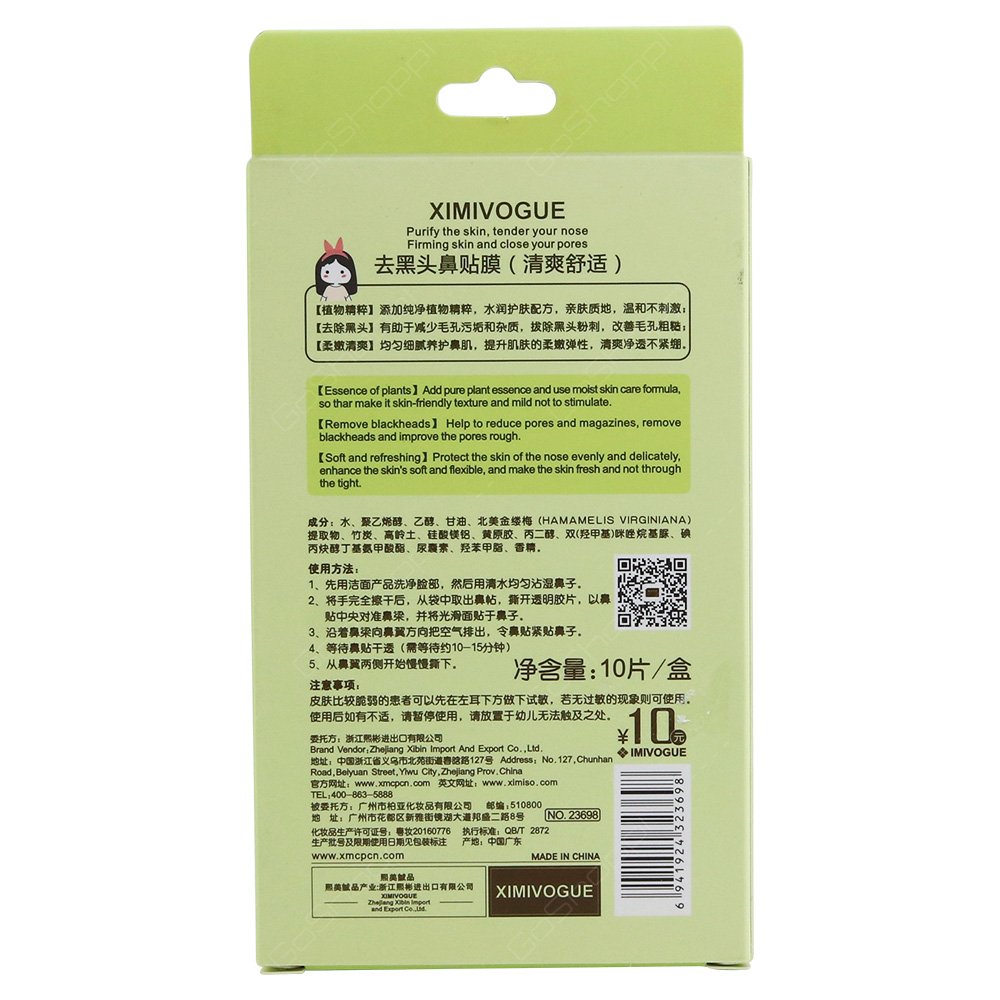 XIMIVOGUE
Purify the skin, tender your nose
Firming skin and close your pores
去黑头鼻贴膜（清爽舒适）
【植物精粹】添加纯净植物精粹，水润护肤配方，亲肤质地，温和不刺激；
【去除黑头】有助于减少毛孔污垢和杂质，拔除黑头粉刺，改善毛孔粗糙；
【柔嫩清爽】均匀细腻养护鼻肌，提升肌肤的柔嫩弹性，清爽净透不紧绷。
【Essence of plants】Add pure plant essence and use moist skin care formula,
so thar make it skin-friendly texture and mild not to stimulate.
【Remove blackheads】 Help to reduce pores and magazines, remove
blackheads and improve the pores rough.
【Soft and refreshing】Protect the skin of the nose evenly and delicately,
enhance the skin's soft and flexible, and make the skin fresh and not through
the tight.
成分：水、聚乙烯醇、乙醇、甘油、北美金缕梅（HAMAMELIS VIRGINIANA）
提取物、竹炭、高岭土、硅酸镁铝、黄原胶、丙二醇、双(羟甲基)咪唑烷基脲、碘
丙炔醇丁基氨甲酸酯、尿囊素、羟苯甲酯、香精。
使用方法：
1、先用洁面产品洗净脸部，然后用清水均匀沾湿鼻子。
2、将手完全擦干后，从袋中取出鼻帖，撕开透明胶片，以鼻
贴中央对准鼻梁，并将光滑面贴于鼻子。
3、沿着鼻梁向鼻翼方向把空气排出，令鼻贴紧贴鼻子。
4、等待鼻贴干透（需等待约10-15分钟）
5、从鼻翼两侧开始慢慢撕下。
净含量：10片/盒
注意事项：
皮肤比较脆弱的患者可以先在左耳下方做下试敏，若无过敏的现象则可使用。
使用后如有不适，请暂停使用，请放置于幼儿无法触及之处。
¥10元
IMIVOGUE
委托方：浙江熙彬进出口有限公司
Brand Vendor:Zhejiang Xibin Import And Export Co.,Ltd.
地址：中国浙江省义乌市北苑街道春晗路127号 Address：No.127,Chunhan
Road,Beiyuan Street,Yiwu City,Zhejiang Prov.China
官方网址：www.xmcpcn.com 英文网址：www.ximiso.com
TEL:400-863-5888
被委托方：广州市柏亚化妆品有限公司 邮编:510800
地 址：广州市花都区新雅街镜湖大道邦盛二路8号
NO. 23698
化妆品生产许可证号：粤妆20160776 执行标准：QB/T 2872
生产批号及限期使用日期见包装标注 产地：中国广东
www.xmcpcn.com
MADE IN CHINA
熙美誠品
熙美誠品产业:浙江熙彬进出口有限公司
XIMIVOGUE
Zhejiang Xibin Import
and Export Co.,Ltd.
XIMIVOGUE
6 941924 323698